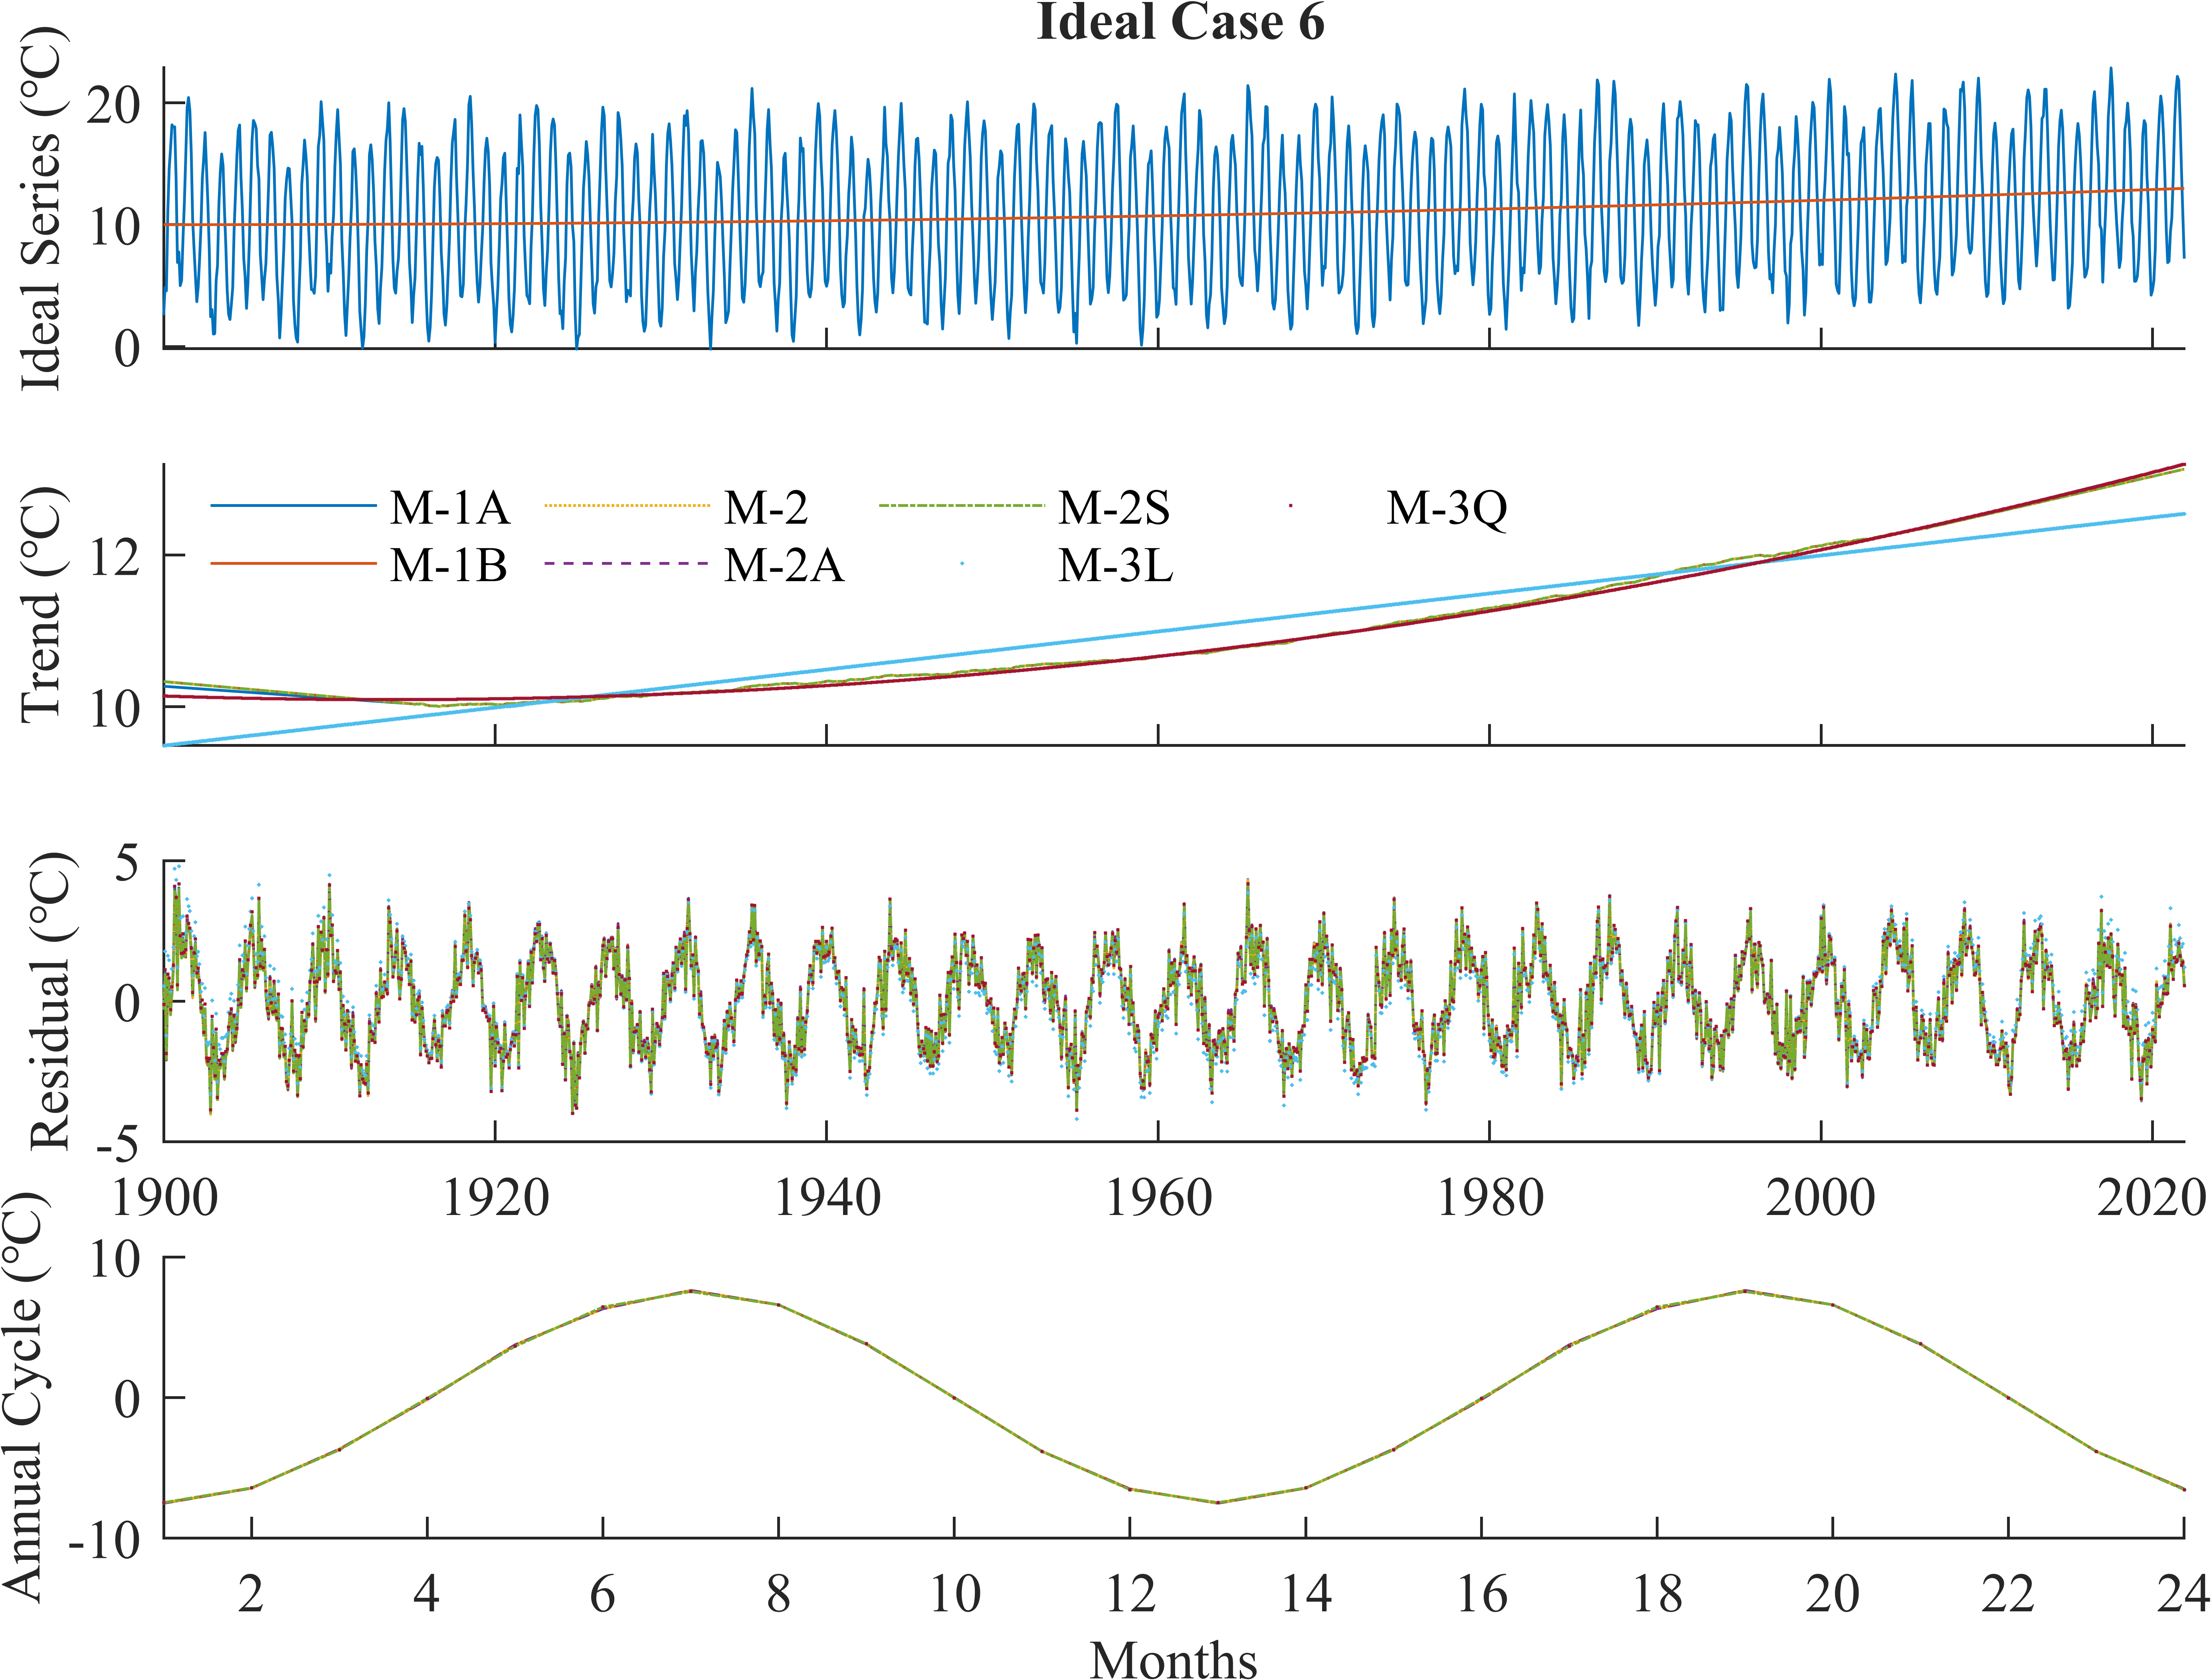 Ideal Case 6
Ideal Series (°C)
20
10
0
Trend (°C)
12
10
M-1A
M-2
M-2S
M-3Q
M-1B
M-2A
M-3L
Residual (°C)
5
0
-5
1900 1920 1940 1960 1980 2000 2020
Annual Cycle (°C)
10
0
-10
2 4 6 8 10 12 14 16 18 20 22 24
Months